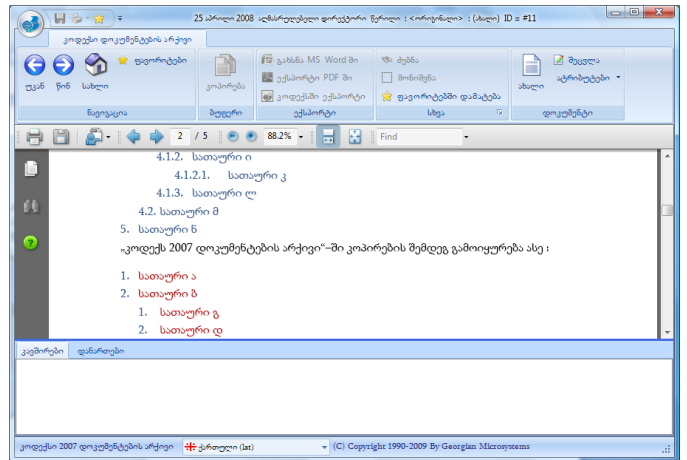 25 აპრილი 2008 აღმასრულებელი დირექტორი წერილი : <ორიგინალი> : (ახალი) ID = #11
კოდექსი დოკუმენტების არქივი
უკან წინ სახლი ფავორიტები
კოპირება
გახსნა MS Word ში
ექსპორტი PDF ში
კოდექსში ექსპორტი
ძებნა
მონიშვნა
ფავორიტებში დამატება
ახალი
შეცვლა
ატრიბუტები
ნავიგაცია ბუფერი ექსპორტი სხვა დოკუმენტი
2 / 5 88.2% Find
4.1.2. სათაური ი
4.1.2.1. სათაური კ
4.1.3. სათაური ლ
4.2. სათაური მ
5. სათაური ნ
„კოდექს 2007 დოკუმენტების არქივი“–ში კოპირების შემდეგ გამოიყურება ასე :
1. სათაური ა
2. სათაური ბ
1. სათაური გ
2. სათაური დ
კავშირები დანართები
კოდექსი 2007 დოკუმენტების არქივი ქართული (lat) (C) Copyright 1990-2009 By Georgian Microsystems